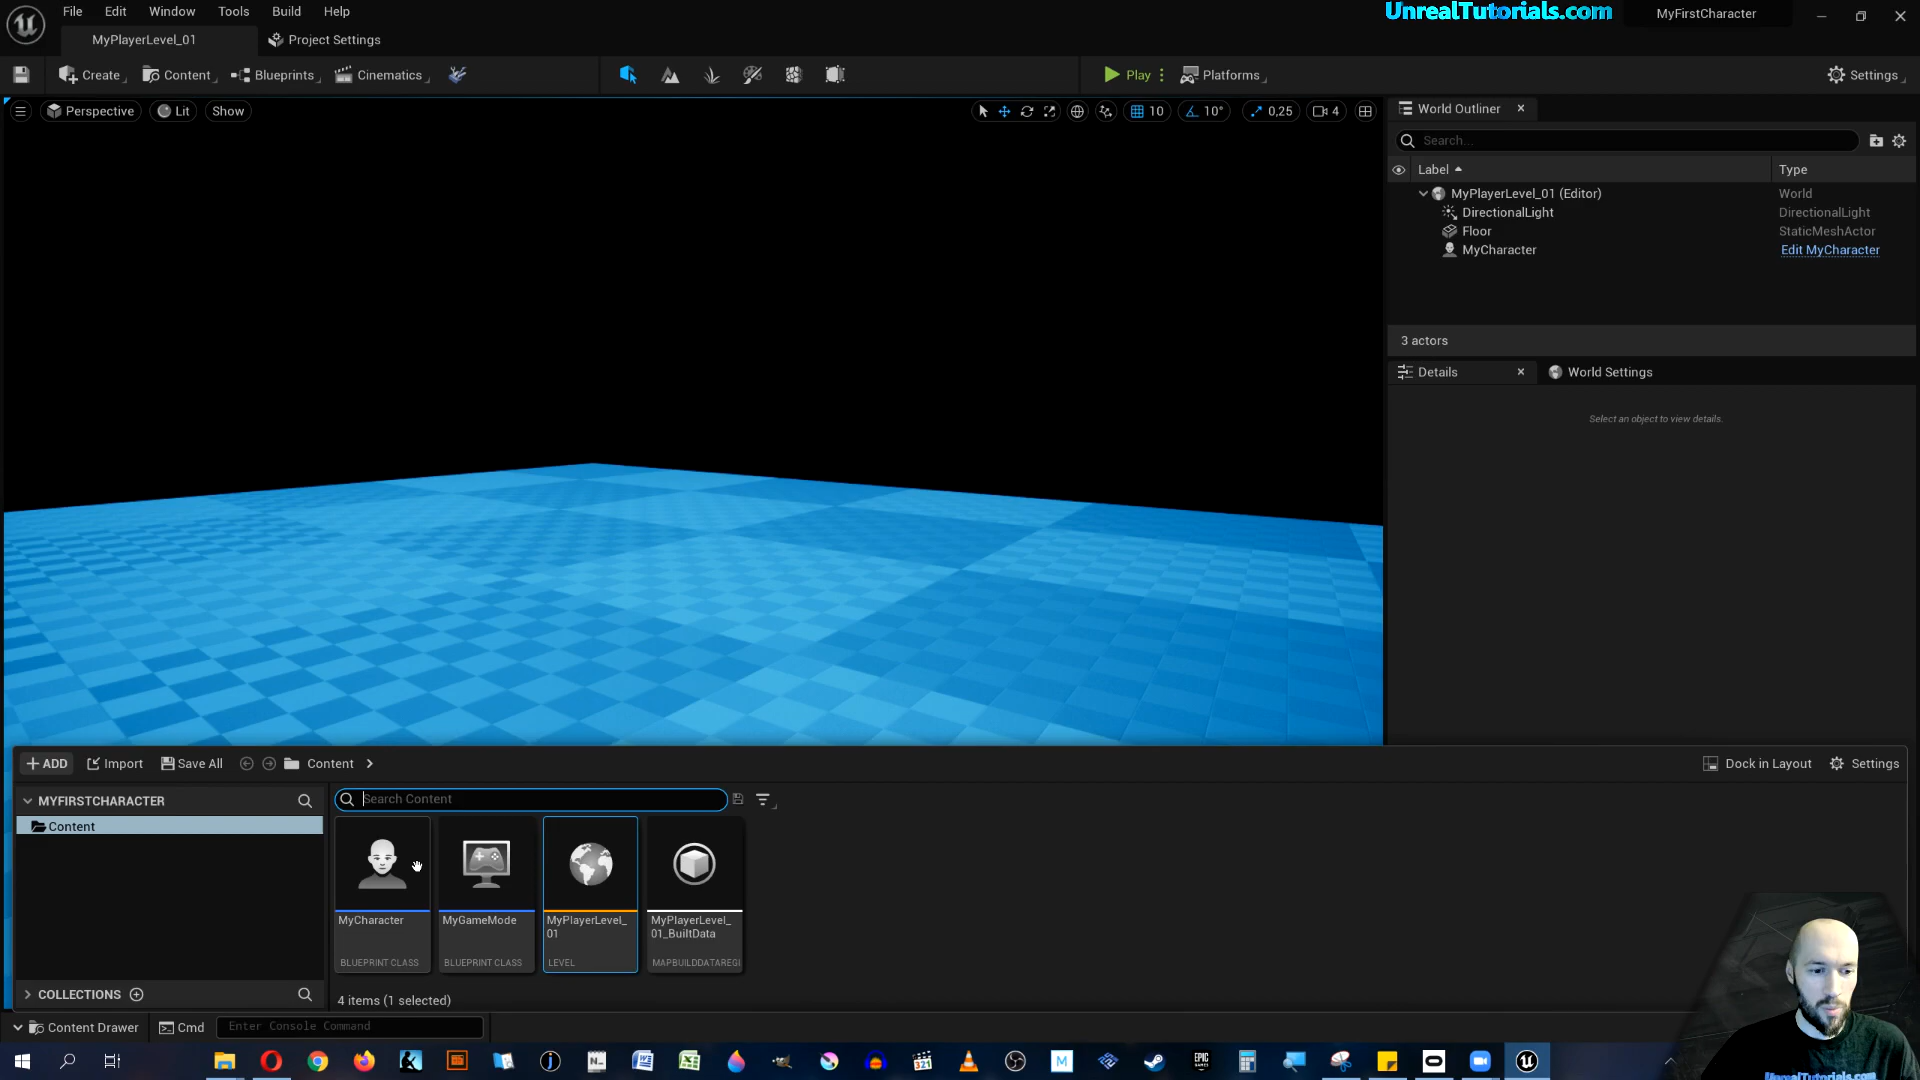 File Edit Window Tools Build Help
UnrealTutorials.com
MyFirstCharacter
MyPlayerLevel_01
Project Settings
Create
Content
Blueprints
Cinematics
Play
Platforms
Settings
Perspective
Lit
Show
10
10°
0,25
4
World Outliner
Search...
Label
Type
MyPlayerLevel_01 (Editor)
World
DirectionalLight
DirectionalLight
Floor
StaticMeshActor
MyCharacter
Edit MyCharacter
3 actors
Details
World Settings
Select an object to view details.
ADD
Import
Save All
Content
Dock in Layout
Settings
MYFIRSTCHARACTER
Search Content
Content
MyCharacter
BLUEPRINT CLASS
MyGameMode
BLUEPRINT CLASS
MyPlayerLevel_
01
LEVEL
MyPlayerLevel_
01_BuiltData
MAPBUILDDATAREGI
COLLECTIONS
4 items (1 selected)
Content Drawer
Cmd
Enter Console Command
UnrealTutorials.com